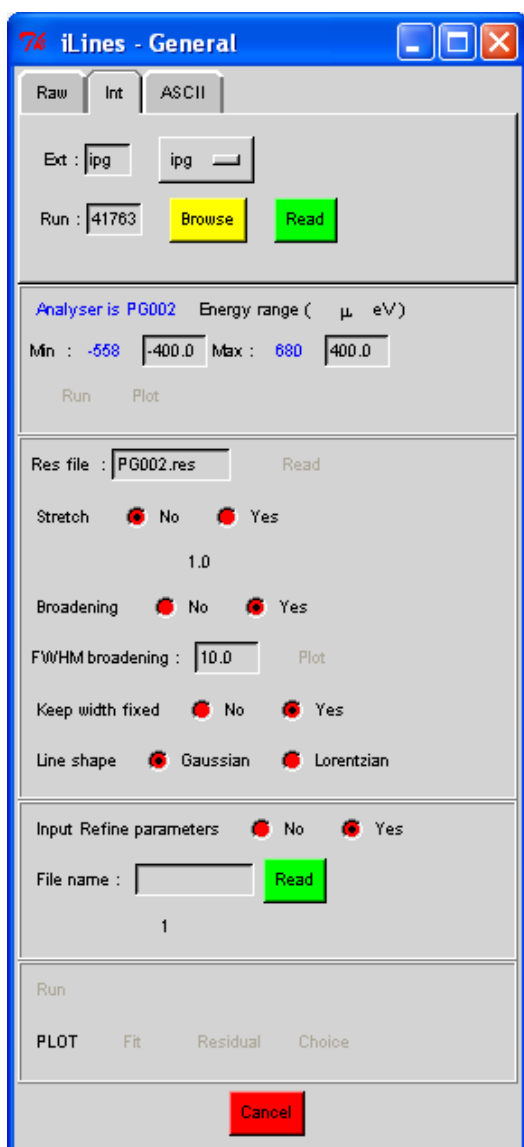 iLines - General
Raw Int ASCII
Ext : ipg ipg
Run : 41763 Browse Read
Analyser is PG002 Energy range ( μ eV)
Min : -558 -400.0 Max : 680 400.0
Run Plot
Res file : PG002.res Read
Stretch No Yes
1.0
Broadening No Yes
FWHM broadening : 10.0 Plot
Keep width fixed No Yes
Line shape Gaussian Lorentzian
Input Refine parameters No Yes
File name : Read
1
Run
PLOT Fit Residual Choice
Cancel